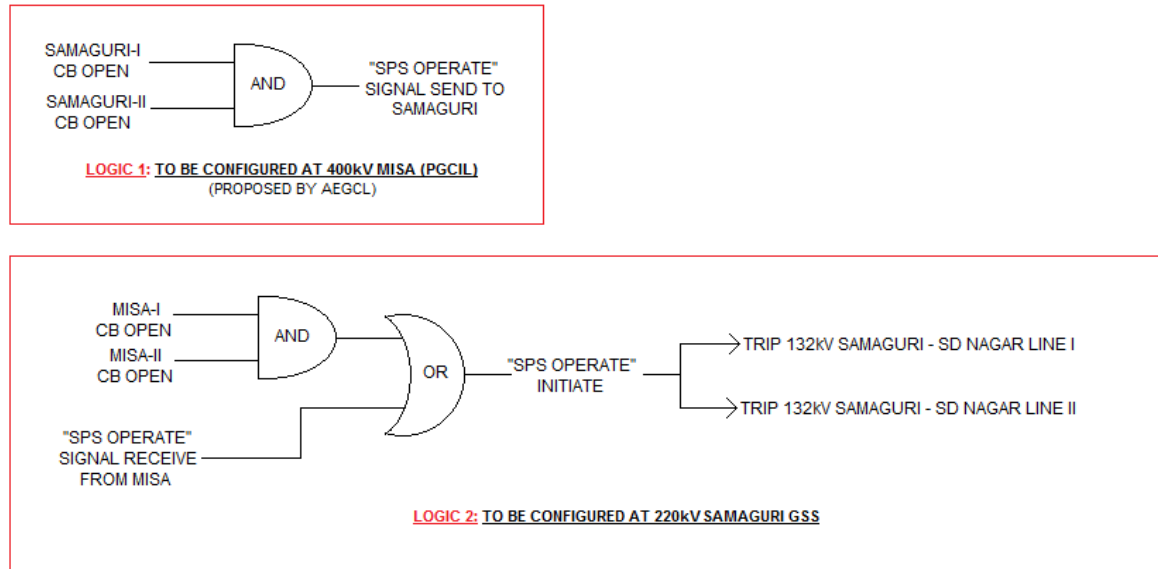 SAMAGURI-I
CB OPEN
SAMAGURI-II
CB OPEN
AND
"SPS OPERATE"
SIGNAL SEND TO
SAMAGURI
LOGIC 1: TO BE CONFIGURED AT 400kV MISA (PGCIL)
(PROPOSED BY AEGCL)
MISA-I
CB OPEN
MISA-II
CB OPEN
AND
"SPS OPERATE"
SIGNAL RECEIVE
FROM MISA
OR
"SPS OPERATE"
INITIATE
TRIP 132kV SAMAGURI - SD NAGAR LINE I
TRIP 132kV SAMAGURI - SD NAGAR LINE II
LOGIC 2: TO BE CONFIGURED AT 220kV SAMAGURI GSS